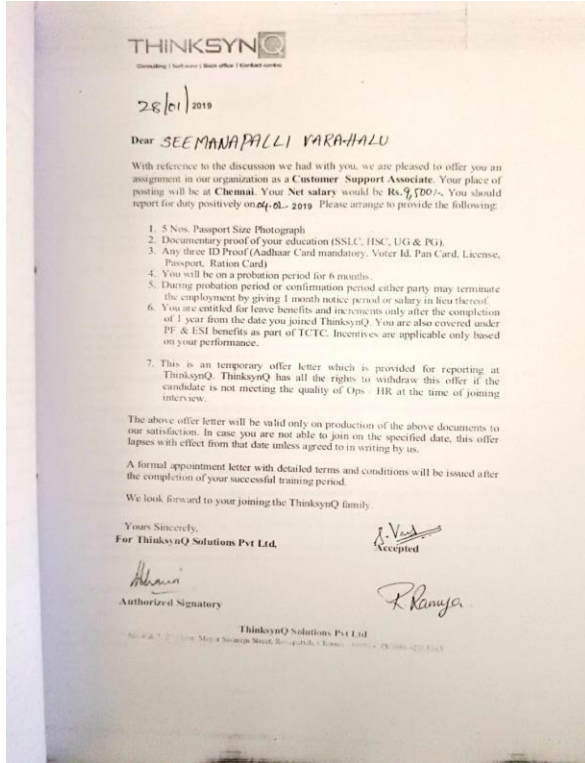 THINKSYNQ
Consulting | Software | Back office | Contact centre
28/01/2019
Dear SEEMANAPALLI VARAHALU
With reference to the discussion we had with you, we are pleased to offer you an
assignment in our organization as a Customer Support Associate. Your place of
posting will be at Chennai. Your Net salary would be Rs.9,500/-. You should
report for duty positively on 04.02. 2019 Please arrange to provide the following:
1. 5 Nos. Passport Size Photograph
2. Documentary proof of your education (SSLC, HSC, UG & PG).
3. Any three ID Proof (Aadhaar Card mandatory, Voter Id, Pan Card, License,
Passport, Ration Card)
4. You will be on a probation period for 6 months.
5. During probation period or confirmation period either party may terminate
the employment by giving 1 month notice period or salary in lieu thereof.
6. You are entitled for leave benefits and increments only after the completion
of 1 year from the date you joined ThinksynQ. You are also covered under
PF & ESI benefits as part of TCTC. Incentives are applicable only based
on your performance.
7. This is an temporary offer letter which is provided for reporting at
ThinksynQ. ThinksynQ has all the rights to withdraw this offer if the
candidate is not meeting the quality of Ops - HR at the time of joining
interview.
The above offer letter will be valid only on production of the above documents to
our satisfaction. In case you are not able to join on the specified date, this offer
lapses with effect from that date unless agreed to in writing by us.
A formal appointment letter with detailed terms and conditions will be issued after
the completion of your successful training period.
We look forward to your joining the ThinksynQ family.
Yours Sincerely,
For ThinksynQ Solutions Pvt Ltd,
Accepted
Authorized Signatory
R. Ramya
ThinksynQ Solutions Pvt Ltd
Street,